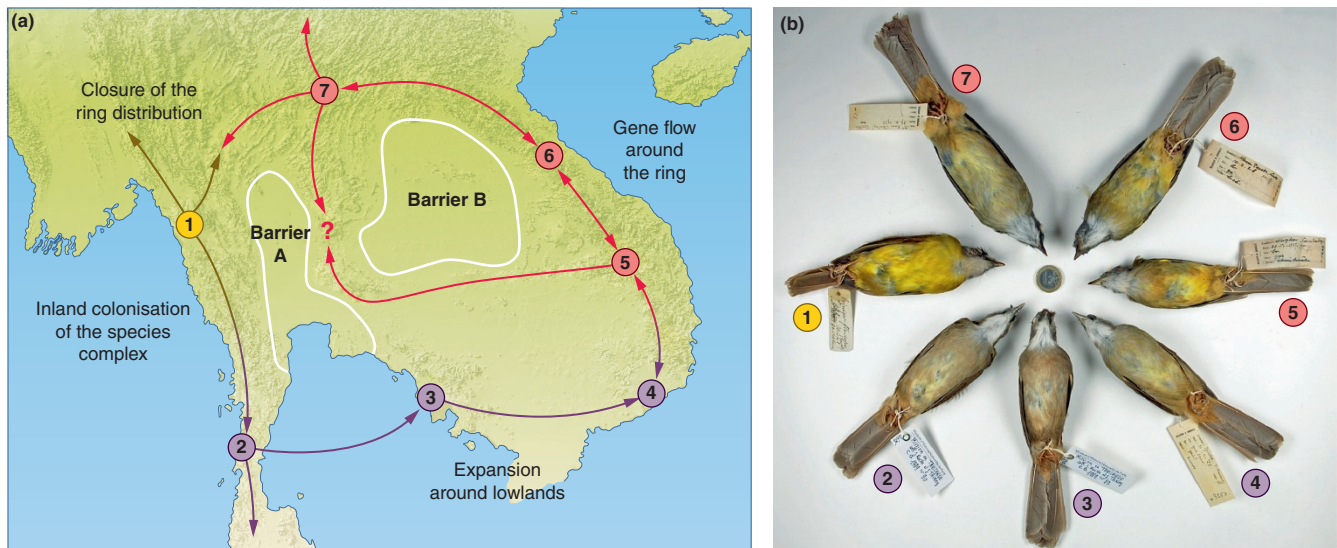 (a)
Closure of the
ring distribution
7
Gene flow
around
the ring
6
Barrier B
1
Barrier
A
?
5
Inland colonisation
of the species
complex
3
4
2
Expansion
around lowlands
(b)
7
6
1
5
2
3
4